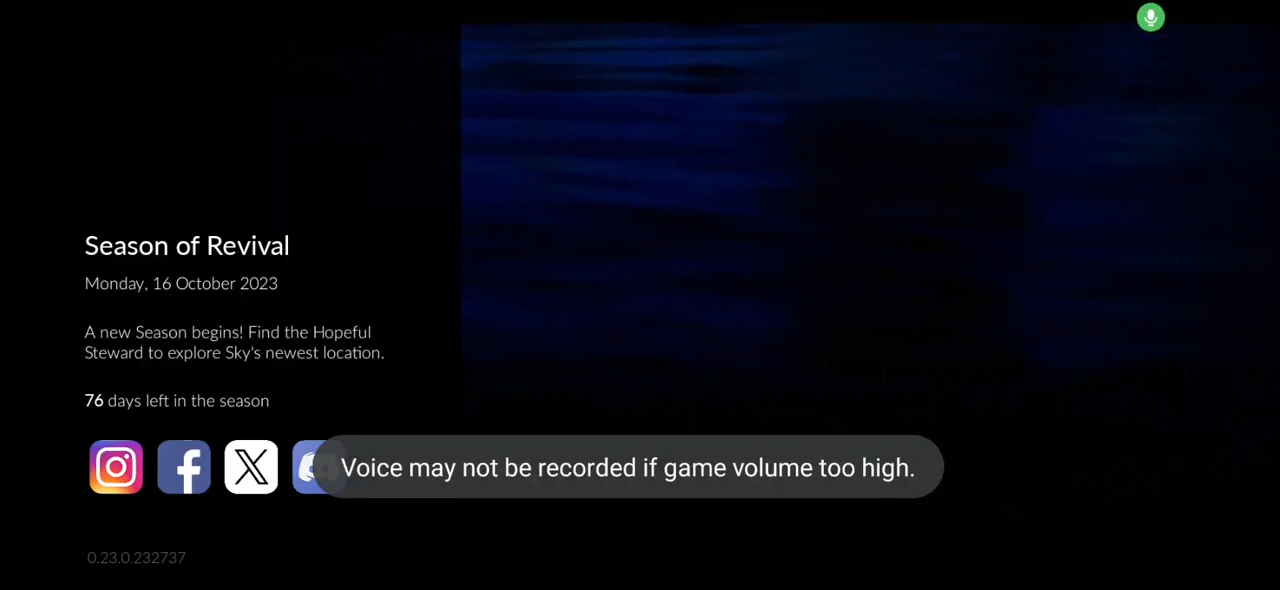 Season of Revival
Monday, 16 October 2023
A new Season begins! Find the Hopeful
Steward to explore Sky's newest location.
76 days left in the season
Voice may not be recorded if game volume too high.
0.23.0.232737